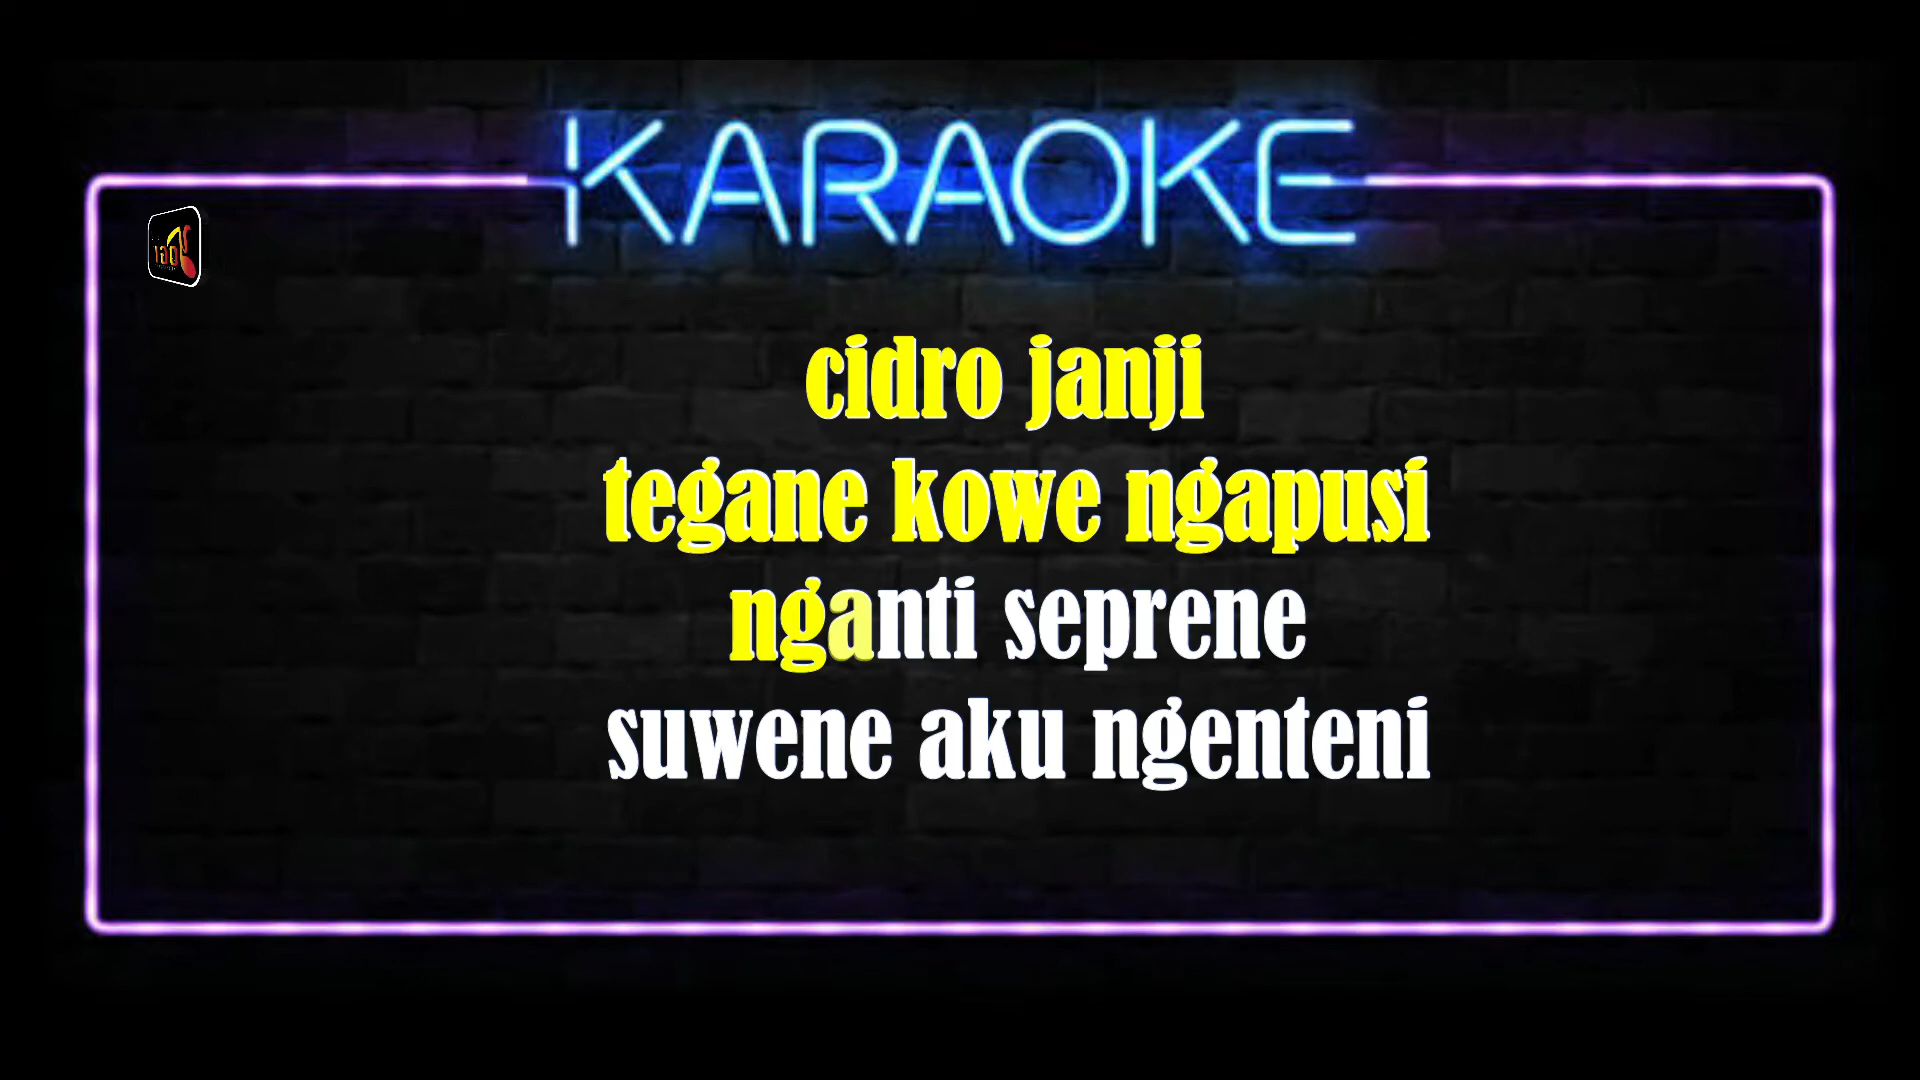 KARAOKE
cidro janji
tegane kowe ngapusi
nganti seprene
suwene aku ngenteni